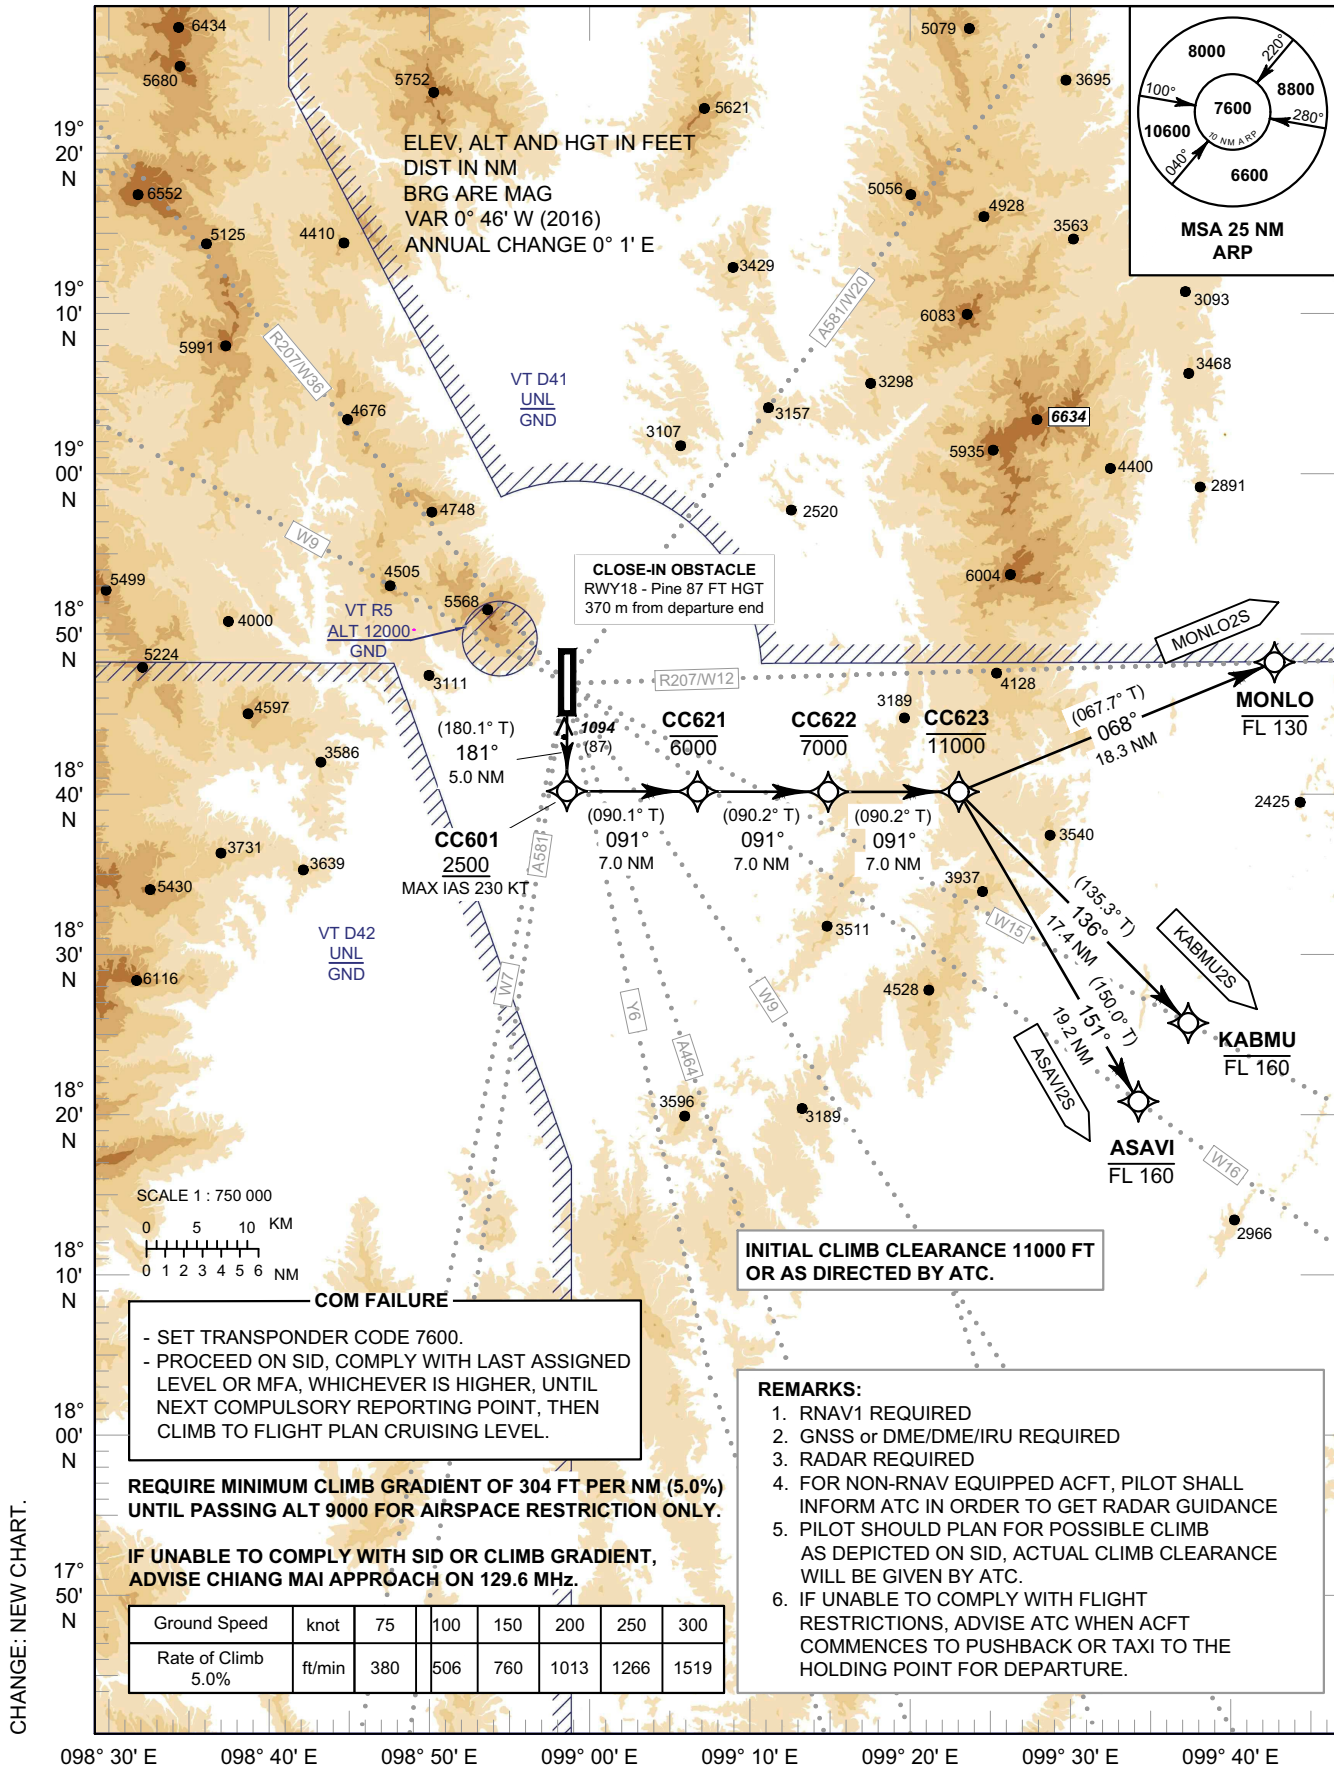 6434
5680
5752
5621
5079
3695
6552
5125
4410
5056
4928
3563
3429
3093
5991
6083
3468
4676
3298
3157
3107
6634
5935
4400
2891
4748
2520
5499
4505
5568
6004
4000
5224
3111
4128
4597
3189
3586
2425
3731
3639
5430
3540
3937
3511
6116
4528
3596
3189
2966
ELEV, ALT AND HGT IN FEET
DIST IN NM
BRG ARE MAG
VAR 0° 46' W (2016)
ANNUAL CHANGE 0° 1' E
8000
220°
8800
100°
7600
10 NM ARP
280°
10600
040°
6600
MSA 25 NM
ARP
19°
20'
N
19°
10'
N
19°
00'
N
18°
50'
N
18°
40'
N
18°
30'
N
18°
20'
N
18°
10'
N
18°
00'
N
17°
50'
N
R207/W36
A581/W20
W9
R207/W12
A581
W7
Y6
A464
W9
W15
W16
VT D41
UNL
GND
VT R5
ALT 12000
GND
VT D42
UNL
GND
CLOSE-IN OBSTACLE
RWY18 - Pine 87 FT HGT
370 m from departure end
1094
(87)
(180.1° T)
181°
5.0 NM
CC601
2500
MAX IAS 230 KT
CC621
6000
CC622
7000
CC623
11000
(090.1° T)
091°
7.0 NM
(090.2° T)
091°
7.0 NM
(090.2° T)
091°
7.0 NM
MONLO2S
(067.7° T)
068°
18.3 NM
MONLO
FL 130
(135.3° T)
136°
17.4 NM
KABMU2S
KABMU
FL 160
(150.0° T)
151°
19.2 NM
ASAVI2S
ASAVI
FL 160
SCALE 1 : 750 000
0 5 10 KM
0 1 2 3 4 5 6 NM
INITIAL CLIMB CLEARANCE 11000 FT
OR AS DIRECTED BY ATC.
COM FAILURE
- SET TRANSPONDER CODE 7600.
- PROCEED ON SID, COMPLY WITH LAST ASSIGNED
LEVEL OR MFA, WHICHEVER IS HIGHER, UNTIL
NEXT COMPULSORY REPORTING POINT, THEN
CLIMB TO FLIGHT PLAN CRUISING LEVEL.
REQUIRE MINIMUM CLIMB GRADIENT OF 304 FT PER NM (5.0%)
UNTIL PASSING ALT 9000 FOR AIRSPACE RESTRICTION ONLY.
IF UNABLE TO COMPLY WITH SID OR CLIMB GRADIENT,
ADVISE CHIANG MAI APPROACH ON 129.6 MHz.
Ground Speed knot 75 100 150 200 250 300
Rate of Climb
5.0% ft/min 380 506 760 1013 1266 1519
REMARKS:
1. RNAV1 REQUIRED
2. GNSS or DME/DME/IRU REQUIRED
3. RADAR REQUIRED
4. FOR NON-RNAV EQUIPPED ACFT, PILOT SHALL
INFORM ATC IN ORDER TO GET RADAR GUIDANCE
5. PILOT SHOULD PLAN FOR POSSIBLE CLIMB
AS DEPICTED ON SID, ACTUAL CLIMB CLEARANCE
WILL BE GIVEN BY ATC.
6. IF UNABLE TO COMPLY WITH FLIGHT
RESTRICTIONS, ADVISE ATC WHEN ACFT
COMMENCES TO PUSHBACK OR TAXI TO THE
HOLDING POINT FOR DEPARTURE.
CHANGE: NEW CHART.
098° 30' E 098° 40' E 098° 50' E 099° 00' E 099° 10' E 099° 20' E 099° 30' E 099° 40' E